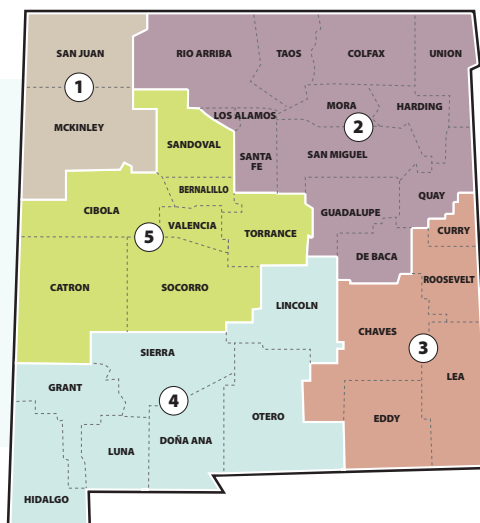 SAN JUAN
RIO ARRIBA
TAOS
COLFAX
UNION
1
MCKINLEY
LOS ALAMOS
MORA
HARDING
2
SANDOVAL
SANTA
FE
SAN MIGUEL
BERNALILLO
QUAY
CIBOLA
VALENCIA
GUADALUPE
5
TORRANCE
CURRY
DE BACA
CATRON
SOCORRO
ROOSEVELT
LINCOLN
CHAVES
SIERRA
3
LEA
GRANT
4
OTERO
EDDY
DOÑA ANA
LUNA
HIDALGO